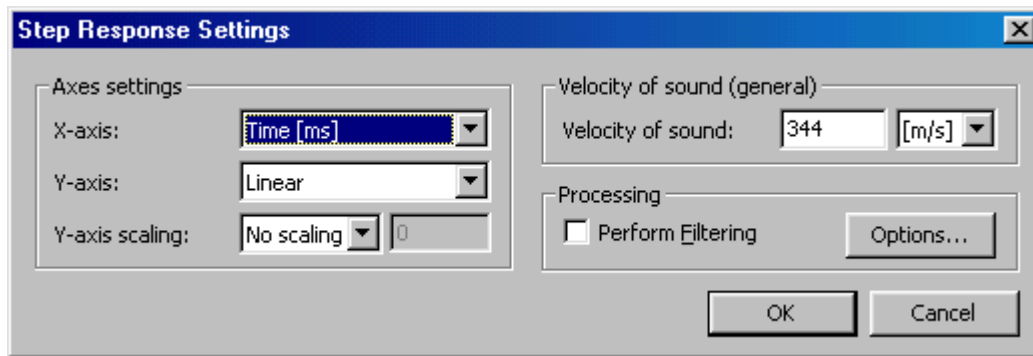 Step Response Settings
Axes settings
X-axis: Time [ms]
Y-axis: Linear
Y-axis scaling: No scaling 0
Velocity of sound (general)
Velocity of sound: 344 [m/s]
Processing
Perform Filtering Options...
OK Cancel